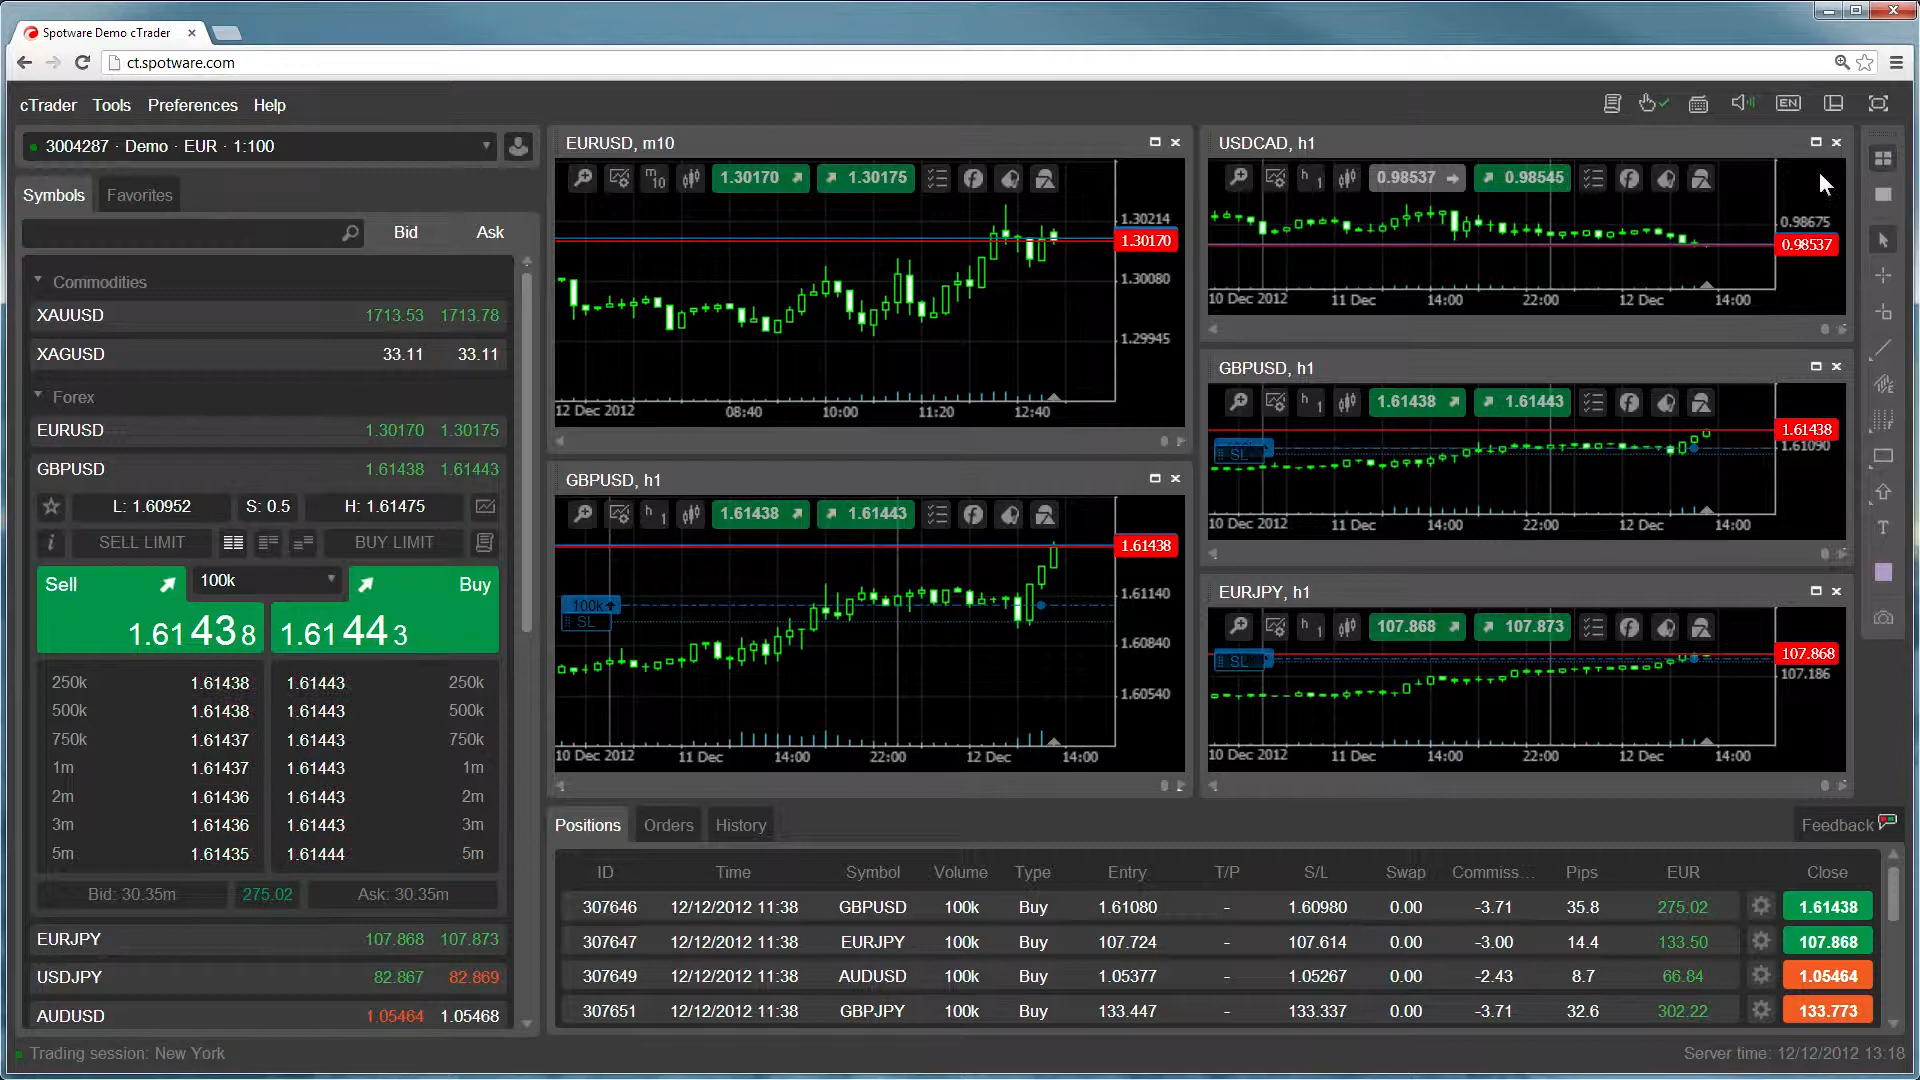 Spotware Demo cTrader
ct.spotware.com
cTrader Tools Preferences Help
EN
3004287 · Demo · EUR · 1:100
Symbols Favorites
Bid Ask
Commodities
XAUUSD 1713.53 1713.78
XAGUSD 33.11 33.11
Forex
EURUSD 1.30170 1.30175
GBPUSD 1.61438 1.61443
L: 1.60952 S: 0.5 H: 1.61475
SELL LIMIT BUY LIMIT
Sell 100k Buy
1.61438 1.61443
250k 1.61438 1.61443 250k
500k 1.61438 1.61443 500k
750k 1.61437 1.61443 750k
1m 1.61437 1.61443 1m
2m 1.61436 1.61443 2m
3m 1.61436 1.61443 3m
5m 1.61435 1.61444 5m
Bid: 30.35m 275.02 Ask: 30.35m
EURJPY 107.868 107.873
USDJPY 82.867 82.869
AUDUSD 1.05464 1.05468
Trading session: New York
EURUSD, m10
m 10 1.30170 1.30175
1.30214
1.30170
1.30080
1.29945
12 Dec 2012 08:40 10:00 11:20 12:40
GBPUSD, h1
h 1 1.61438 1.61443
1.61438
100k
SL
1.61140
1.60840
1.60540
10 Dec 2012 11 Dec 14:00 22:00 12 Dec 14:00
USDCAD, h1
h 1 0.98537 0.98545
0.98675
0.98537
10 Dec 2012 11 Dec 14:00 22:00 12 Dec 14:00
GBPUSD, h1
h 1 1.61438 1.61443
1.61438
1.61090
SL
10 Dec 2012 11 Dec 14:00 22:00 12 Dec 14:00
EURJPY, h1
h 1 107.868 107.873
107.868
SL
107.186
10 Dec 2012 11 Dec 14:00 22:00 12 Dec 14:00
T
Positions Orders History Feedback
ID Time Symbol Volume Type Entry T/P S/L Swap Commiss... Pips EUR Close
307646 12/12/2012 11:38 GBPUSD 100k Buy 1.61080 - 1.60980 0.00 -3.71 35.8 275.02 1.61438
307647 12/12/2012 11:38 EURJPY 100k Buy 107.724 - 107.614 0.00 -3.00 14.4 133.50 107.868
307649 12/12/2012 11:38 AUDUSD 100k Buy 1.05377 - 1.05267 0.00 -2.43 8.7 66.84 1.05464
307651 12/12/2012 11:38 GBPJPY 100k Buy 133.447 - 133.337 0.00 -3.71 32.6 302.22 133.773
Server time: 12/12/2012 13:18